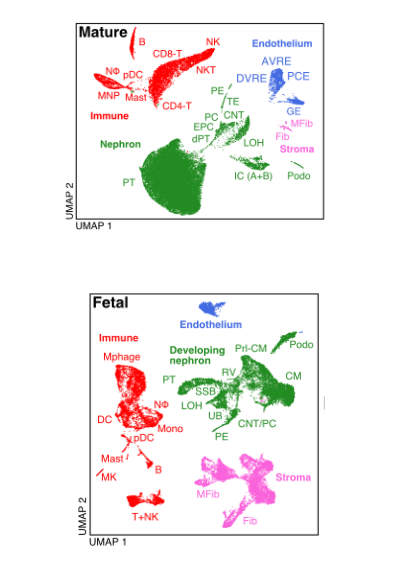 Mature
B
NK
CD8-T
Endothelium
AVRE
NΦ
pDC
NKT
DVRE
PCE
MNP
Mast
PE
TE
CD4-T
GE
Immune
PC
CNT
MFib
EPC
Fib
Nephron
dPT
LOH
Stroma
PT
IC (A+B)
Podo
UMAP 2
UMAP 1
Fetal
Endothelium
Immune
Mphage
Developing
nephron
Prl-CM
Podo
PT
RV
CM
SSB
NΦ
LOH
DC
UB
Mono
CNT/PC
pDC
PE
Mast
B
MK
Stroma
MFib
T+NK
Fib
UMAP 2
UMAP 1